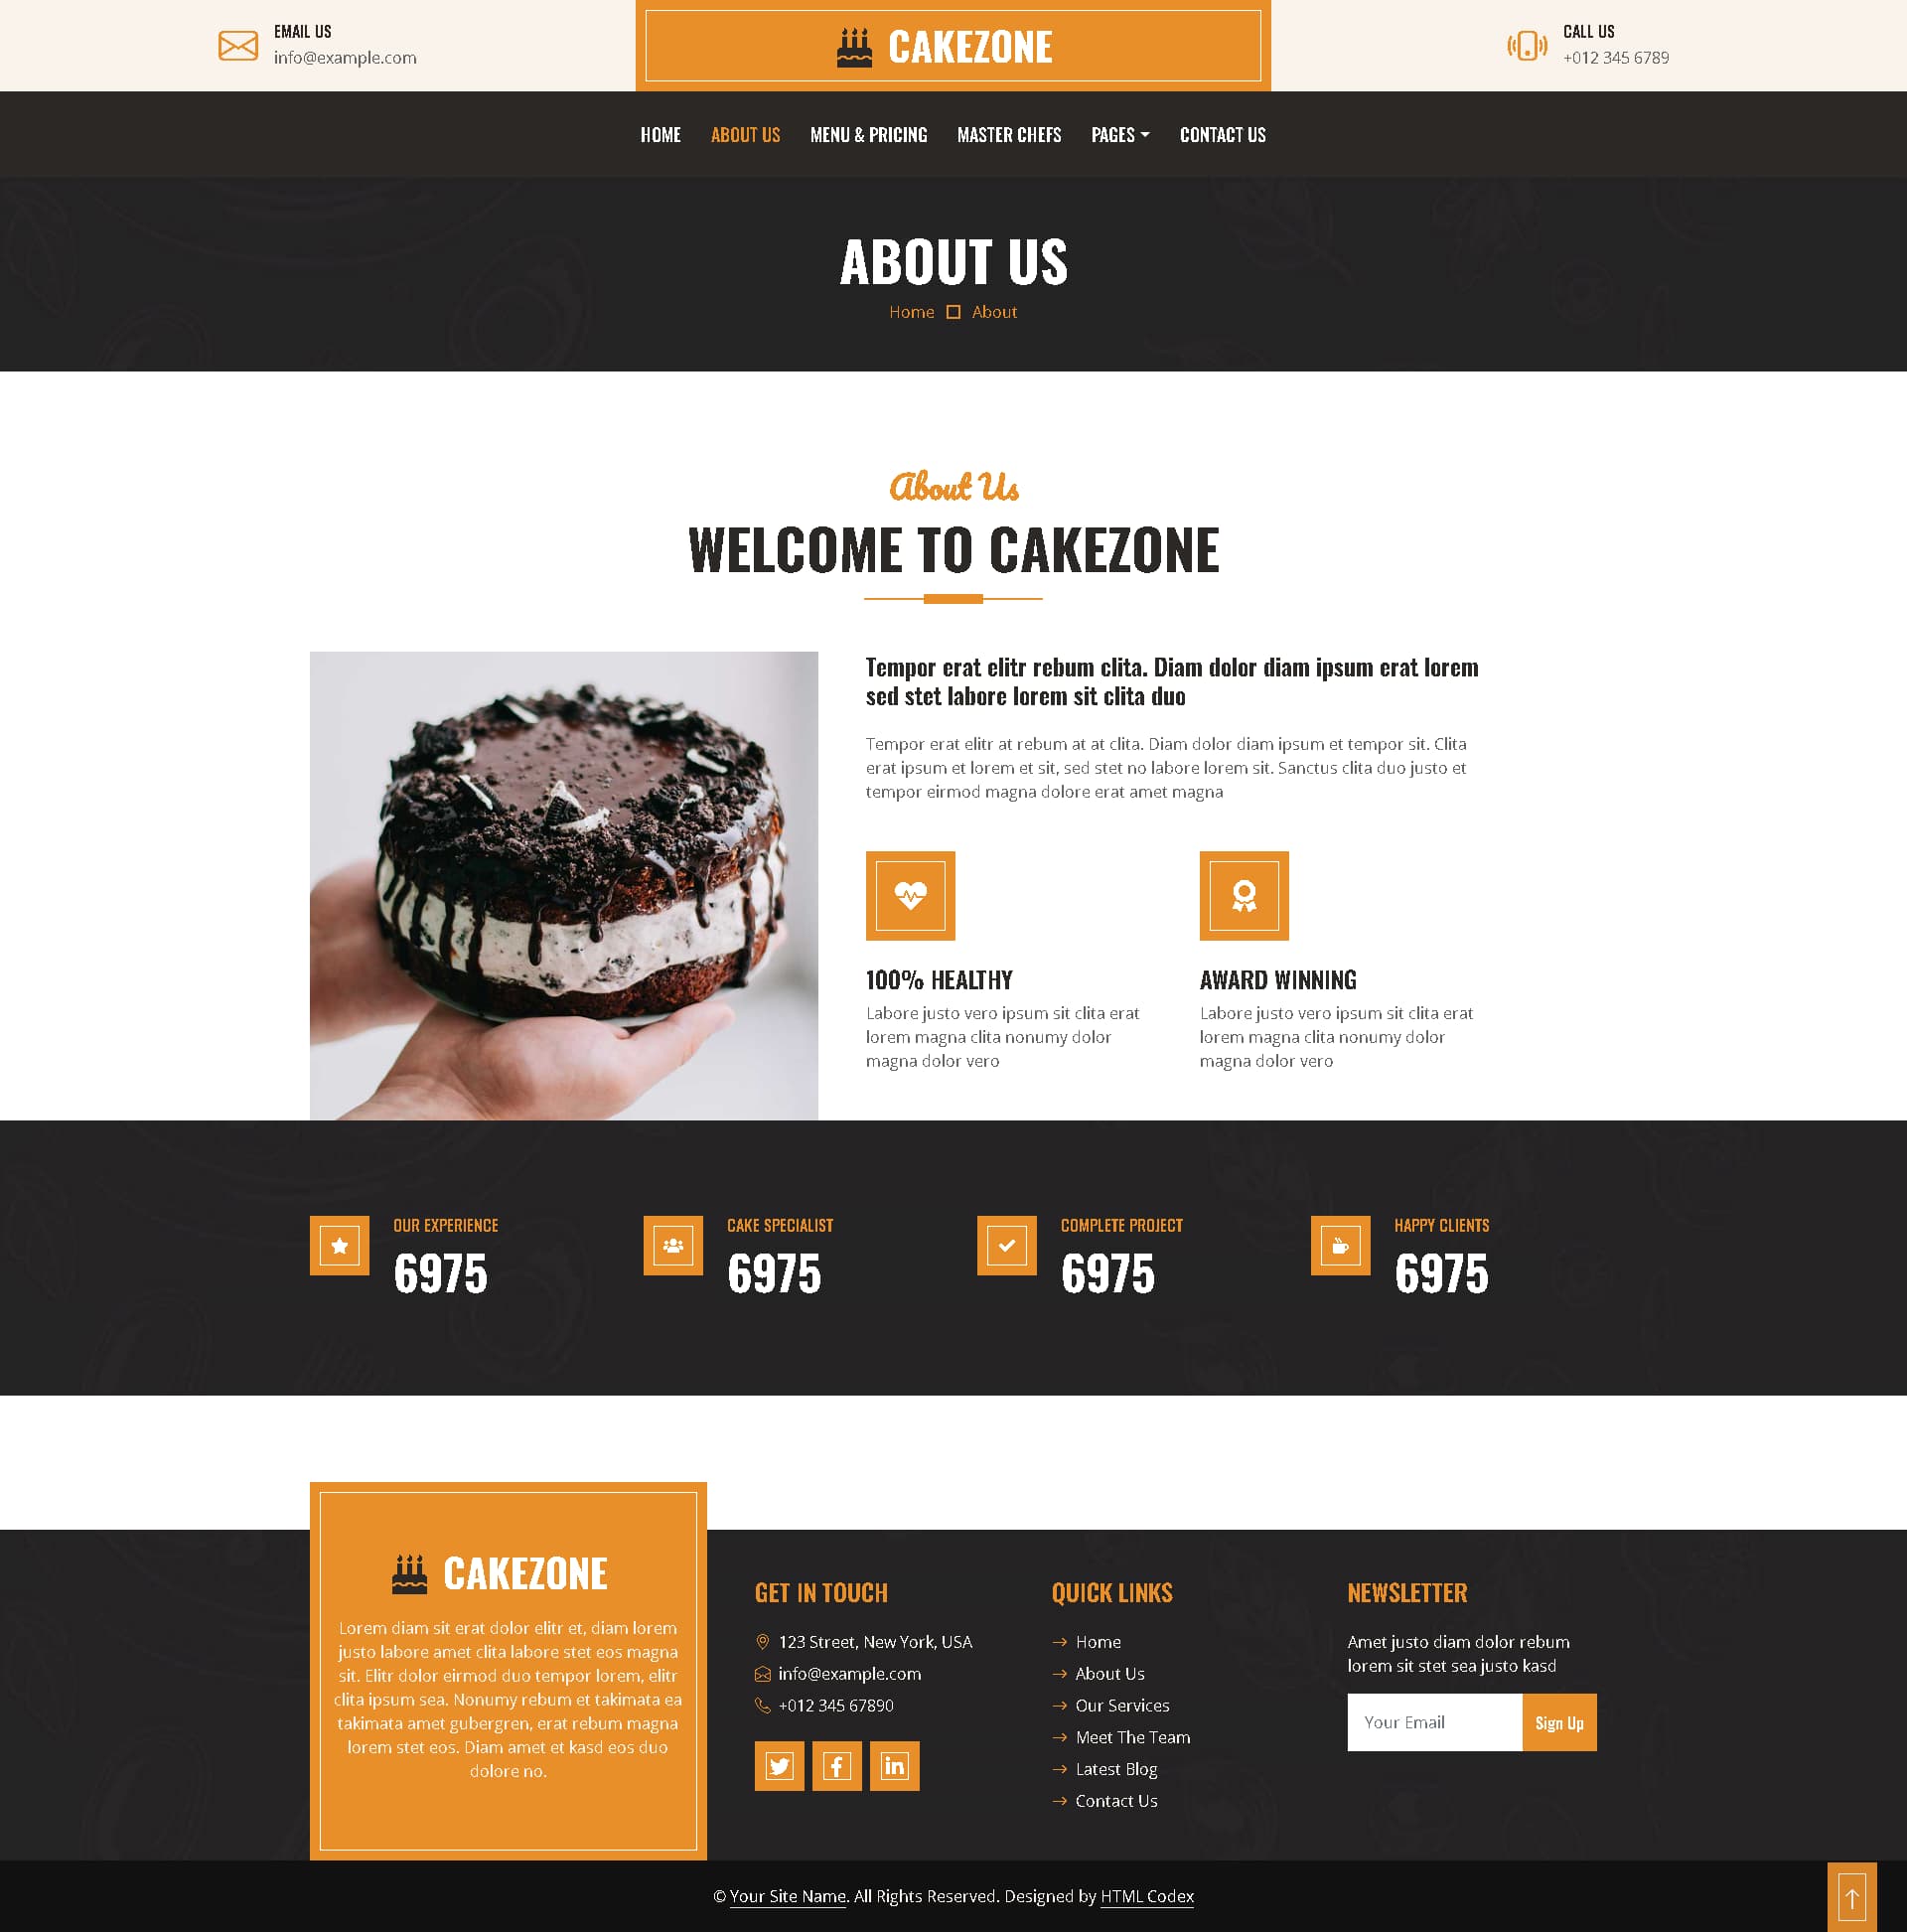 EMAIL US
info@example.com
CAKEZONE
CALL US
+012 345 6789
HOME ABOUT US MENU & PRICING MASTER CHEFS PAGES CONTACT US
ABOUT US
Home About
About Us
WELCOME TO CAKEZONE
Tempor erat elitr rebum clita. Diam dolor diam ipsum erat lorem
sed stet labore lorem sit clita duo
Tempor erat elitr at rebum at at clita. Diam dolor diam ipsum et tempor sit. Clita
erat ipsum et lorem et sit, sed stet no labore lorem sit. Sanctus clita duo justo et
tempor eirmod magna dolore erat amet magna
100% HEALTHY
Labore justo vero ipsum sit clita erat
lorem magna clita nonumy dolor
magna dolor vero
AWARD WINNING
Labore justo vero ipsum sit clita erat
lorem magna clita nonumy dolor
magna dolor vero
OUR EXPERIENCE
6975
CAKE SPECIALIST
6975
COMPLETE PROJECT
6975
HAPPY CLIENTS
6975
CAKEZONE
Lorem diam sit erat dolor elitr et, diam lorem
justo labore amet clita labore stet eos magna
sit. Elitr dolor eirmod duo tempor lorem, elitr
clita ipsum sea. Nonumy rebum et takimata ea
takimata amet gubergren, erat rebum magna
lorem stet eos. Diam amet et kasd eos duo
dolore no.
GET IN TOUCH
123 Street, New York, USA
info@example.com
+012 345 67890
QUICK LINKS
Home
About Us
Our Services
Meet The Team
Latest Blog
Contact Us
NEWSLETTER
Amet justo diam dolor rebum
lorem sit stet sea justo kasd
Your Email Sign Up
© Your Site Name. All Rights Reserved. Designed by HTML Codex